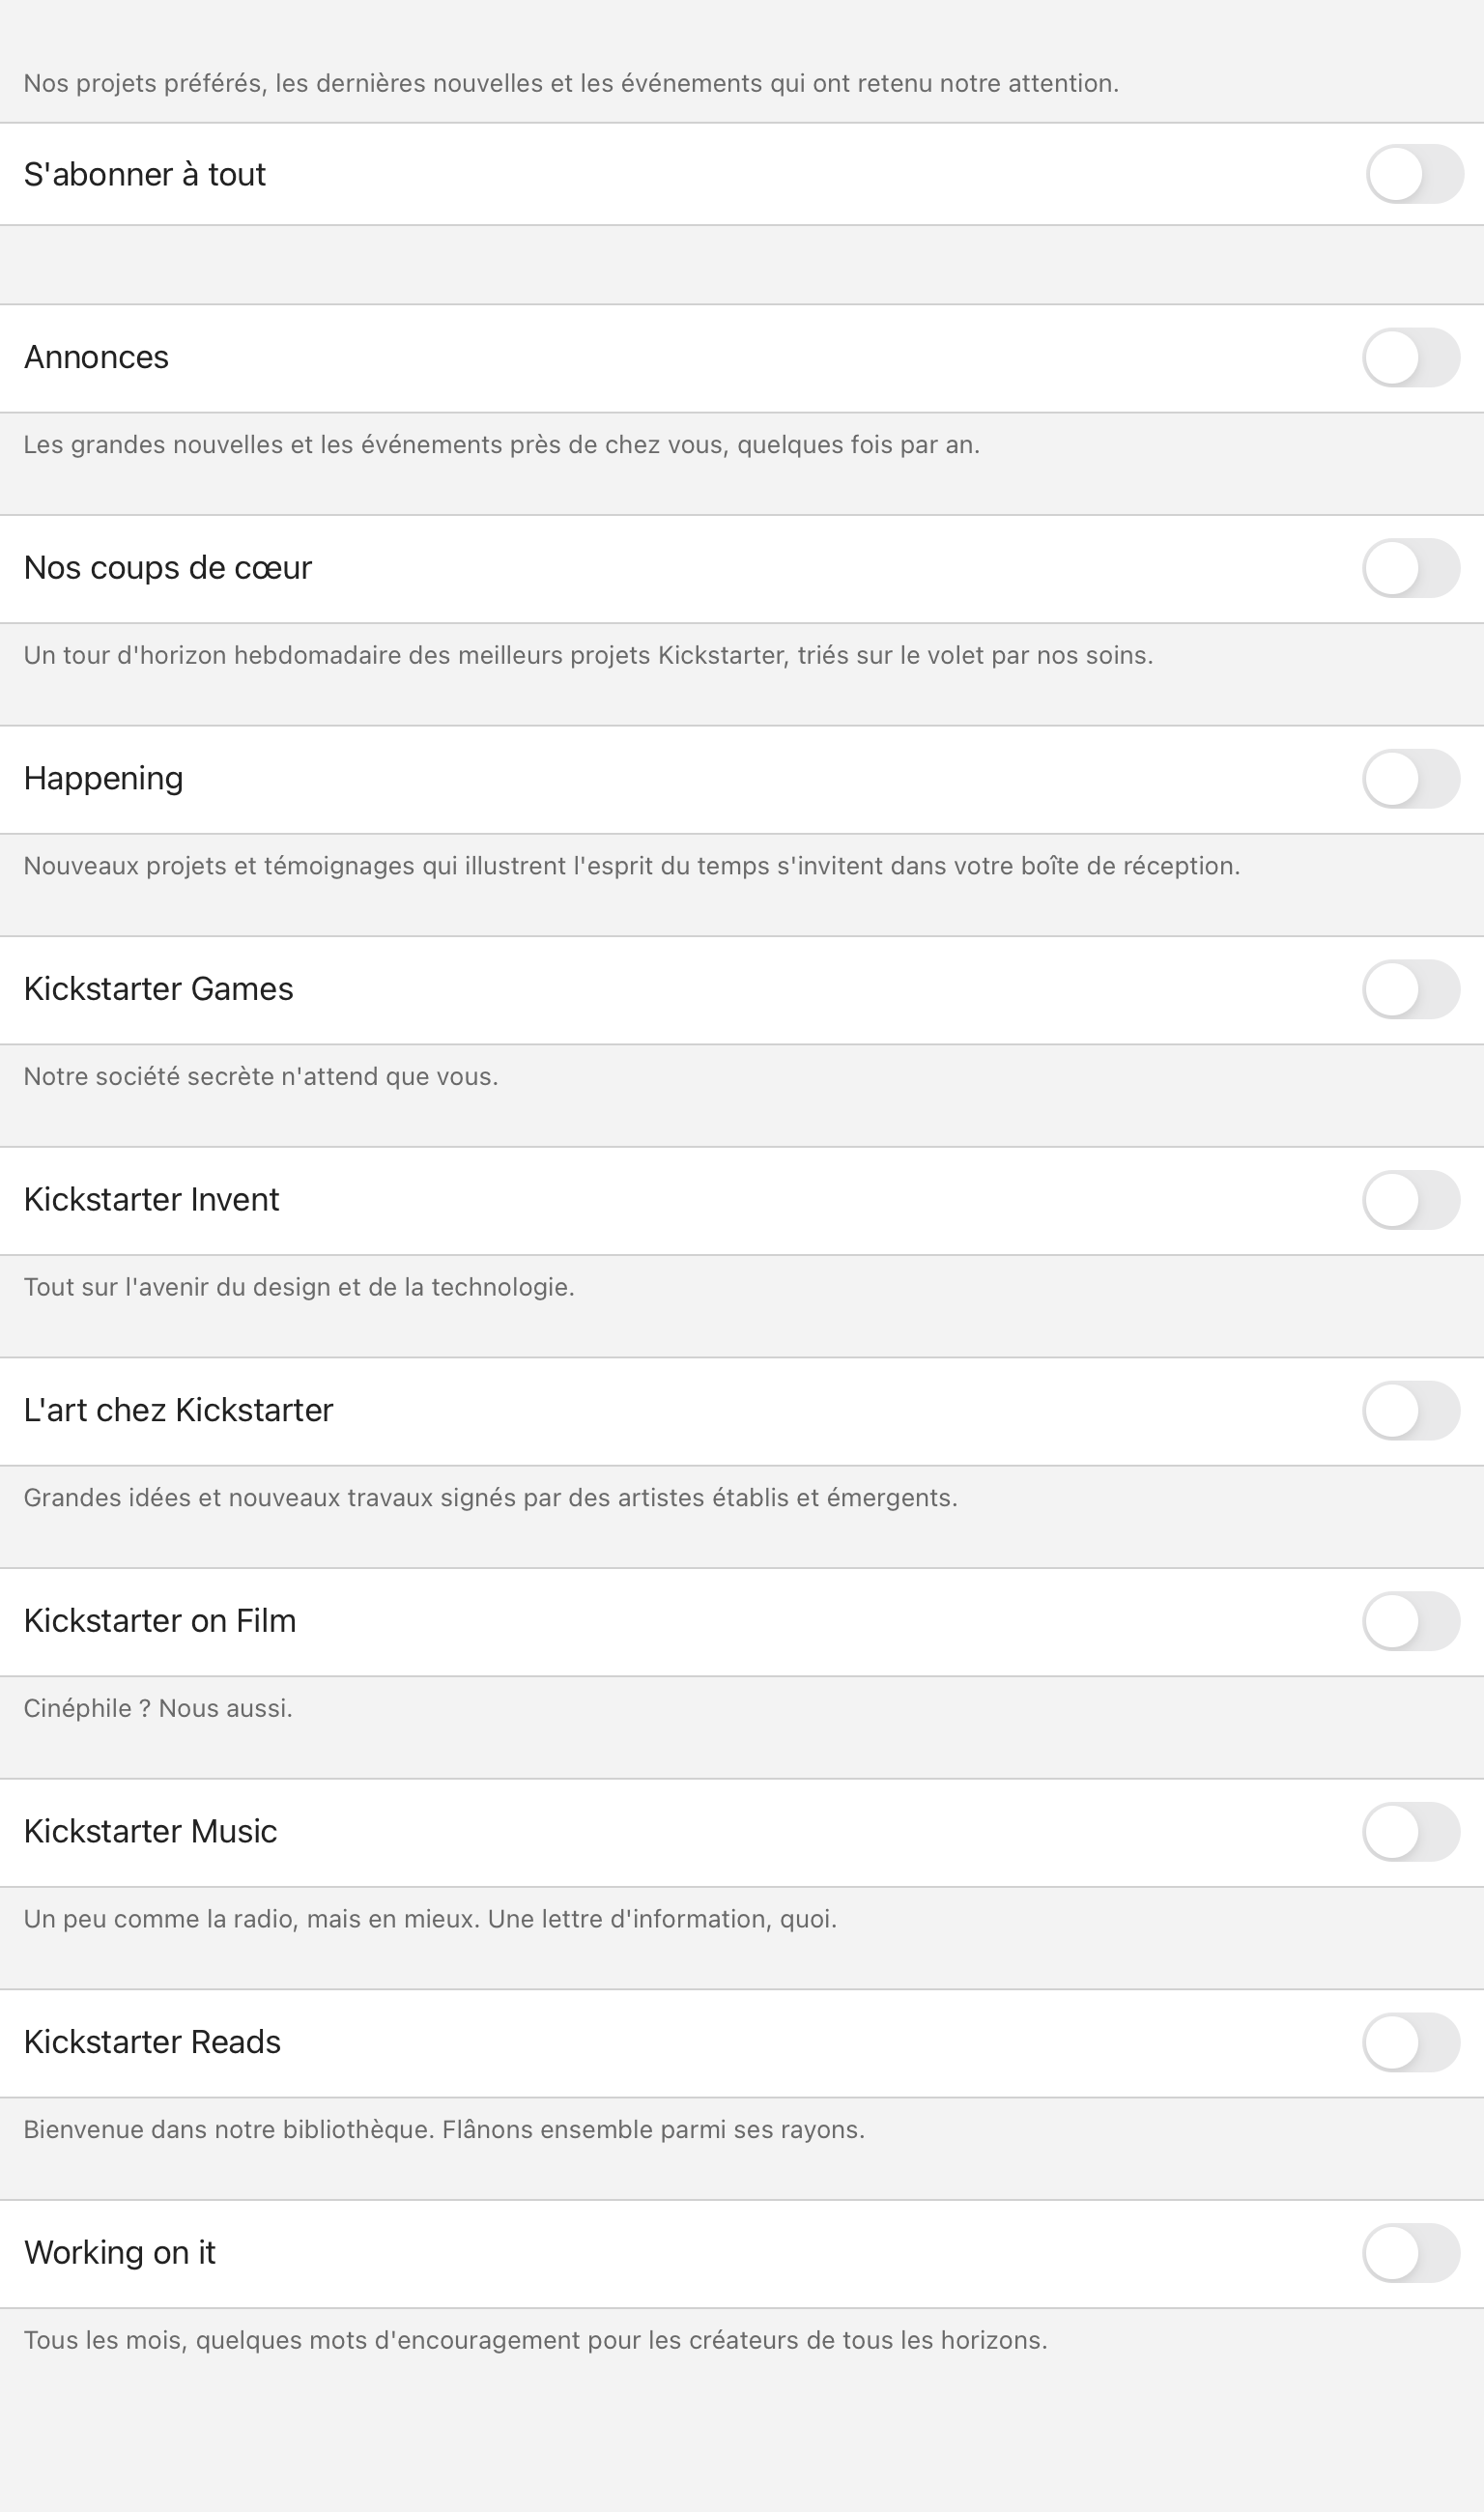 Nos projets préférés, les dernières nouvelles et les événements qui ont retenu notre attention.
S'abonner à tout
Annonces
Les grandes nouvelles et les événements près de chez vous, quelques fois par an.
Nos coups de cœur
Un tour d'horizon hebdomadaire des meilleurs projets Kickstarter, triés sur le volet par nos soins.
Happening
Nouveaux projets et témoignages qui illustrent l'esprit du temps s'invitent dans votre boîte de réception.
Kickstarter Games
Notre société secrète n'attend que vous.
Kickstarter Invent
Tout sur l'avenir du design et de la technologie.
L'art chez Kickstarter
Grandes idées et nouveaux travaux signés par des artistes établis et émergents.
Kickstarter on Film
Cinéphile ? Nous aussi.
Kickstarter Music
Un peu comme la radio, mais en mieux. Une lettre d'information, quoi.
Kickstarter Reads
Bienvenue dans notre bibliothèque. Flânons ensemble parmi ses rayons.
Working on it
Tous les mois, quelques mots d'encouragement pour les créateurs de tous les horizons.